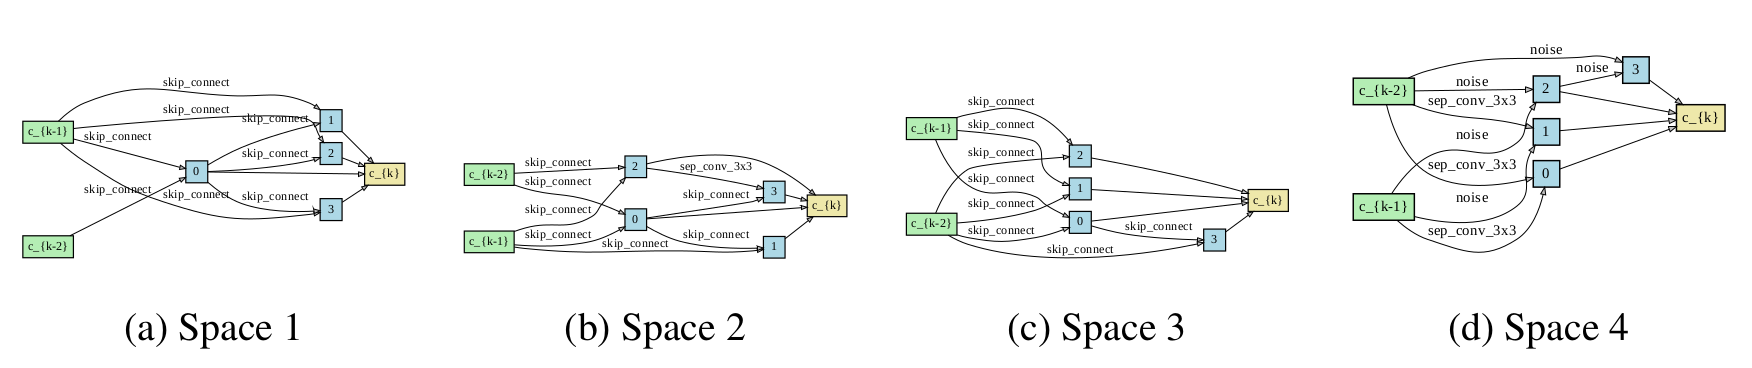 skip_connect
skip_connect
skip_connect
c_{k-1}
skip_connect
1
skip_connect
2
0
c_{k}
skip_connect
skip_connect
3
c_{k-2}
(a) Space 1
skip_connect
2
sep_conv_3x3
c_{k-2}
skip_connect
skip_connect
3
skip_connect
0
c_{k}
c_{k-1}
skip_connect
skip_connect
skip_connect
1
(b) Space 2
skip_connect
c_{k-1}
skip_connect
skip_connect
2
skip_connect
1
skip_connect
c_{k}
c_{k-2}
skip_connect
0
skip_connect
3
skip_connect
(c) Space 3
noise
noise
3
c_{k-2}
noise
2
sep_conv_3x3
c_{k}
noise
1
sep_conv_3x3
0
noise
c_{k-1}
sep_conv_3x3
(d) Space 4